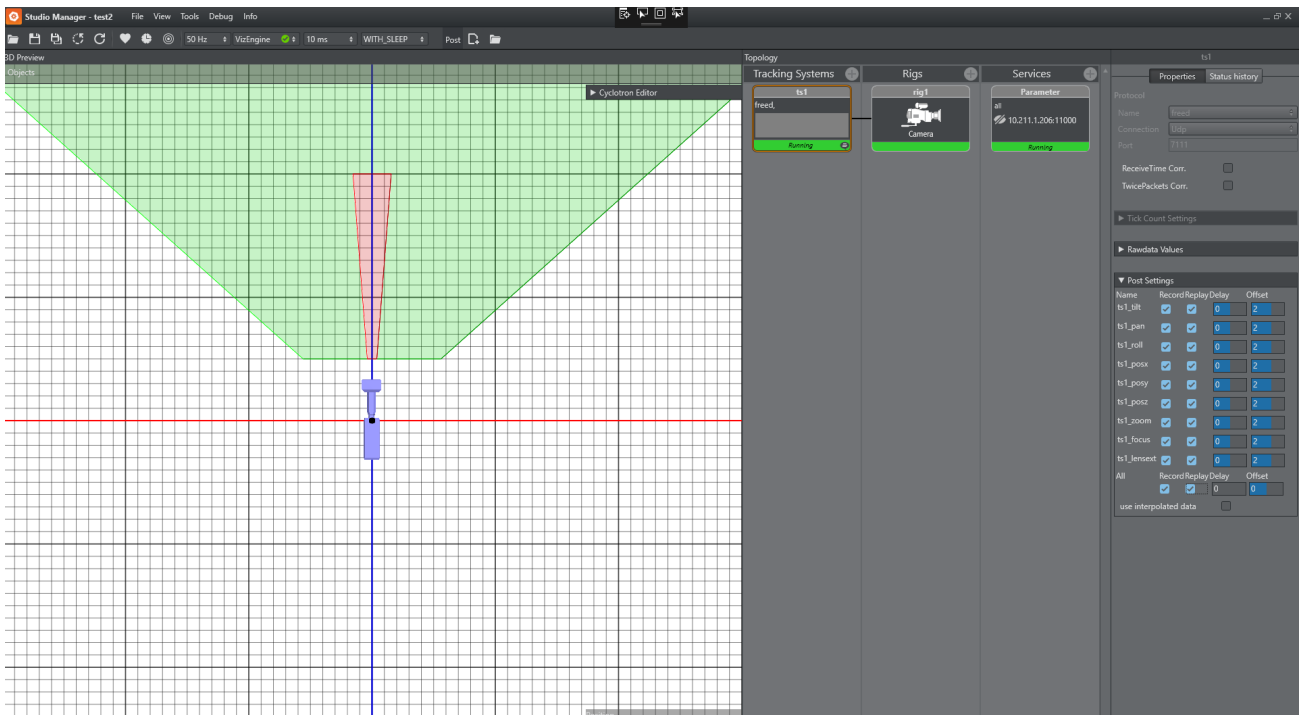 Studio Manager - test2 File View Tools Debug Info
50 Hz VizEngine 10 ms WITH_SLEEP Post
3D Preview
Objects
▶ Cyclotron Editor
Topology
Tracking Systems
ts1
freed,
Running
Rigs
rig1
Camera
Services
Parameter
all
10.211.1.206:11000
Running
ts1
Properties Status history
Protocol
Name freed
Connection Udp
Port 7111
ReceiveTime Corr.
TwicePackets Corr.
▶ Tick Count Settings
▶ Rawdata Values
▼ Post Settings
Name Record Replay Delay Offset
ts1_tilt 0 2
ts1_pan 0 2
ts1_roll 0 2
ts1_posx 0 2
ts1_posy 0 2
ts1_posz 0 2
ts1_zoom 0 2
ts1_focus 0 2
ts1_lensext 0 2
All Record Replay Delay Offset
0 0
use interpolated data